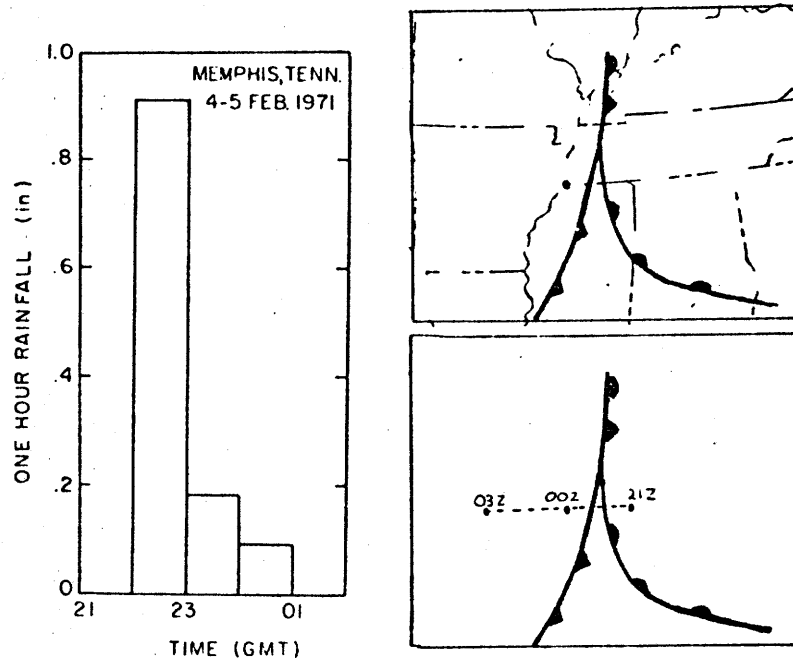 1.0
MEMPHIS, TENN.
4-5 FEB. 1971
.8
.6
.4
.2
0
ONE HOUR RAINFALL - (in)
21
23
01
TIME (GMT)
03Z
00Z
21Z